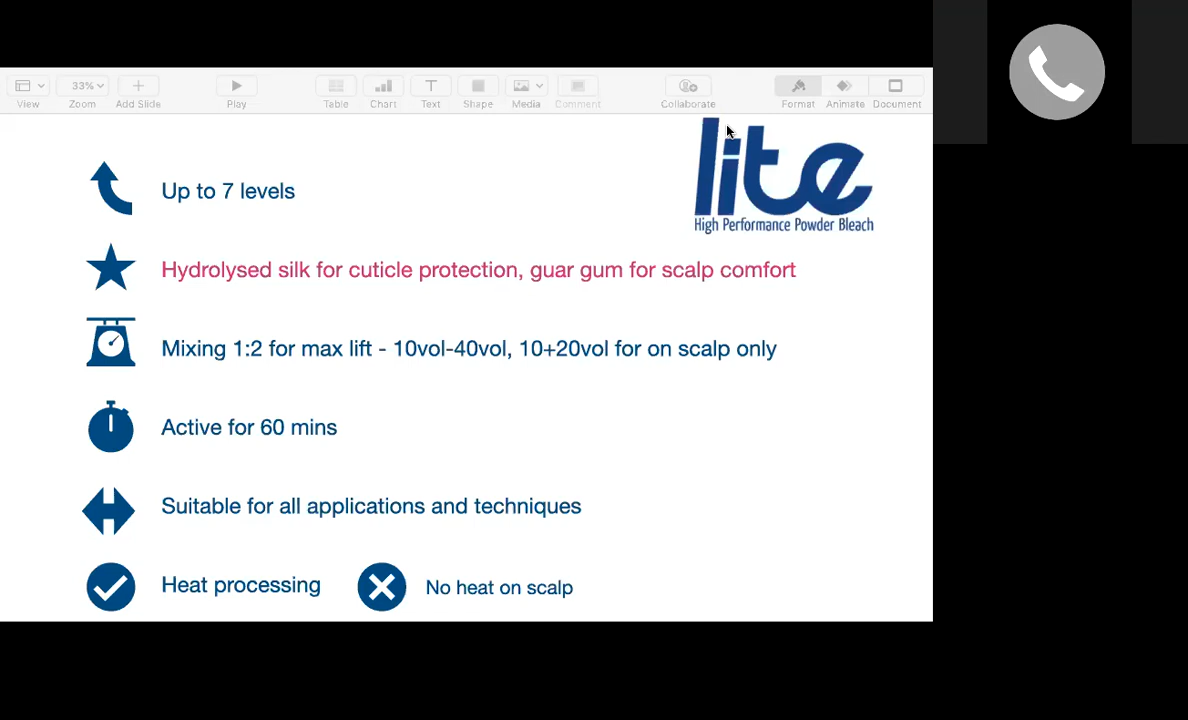 33%
View
Zoom
Add Slide
Play
Table
Chart
Text
Shape
Media
Comment
Collaborate
Format
Animate
Document
lite
High Performance Powder Bleach
Up to 7 levels
Hydrolysed silk for cuticle protection, guar gum for scalp comfort
Mixing 1:2 for max lift - 10vol-40vol, 10+20vol for on scalp only
Active for 60 mins
Suitable for all applications and techniques
Heat processing
No heat on scalp